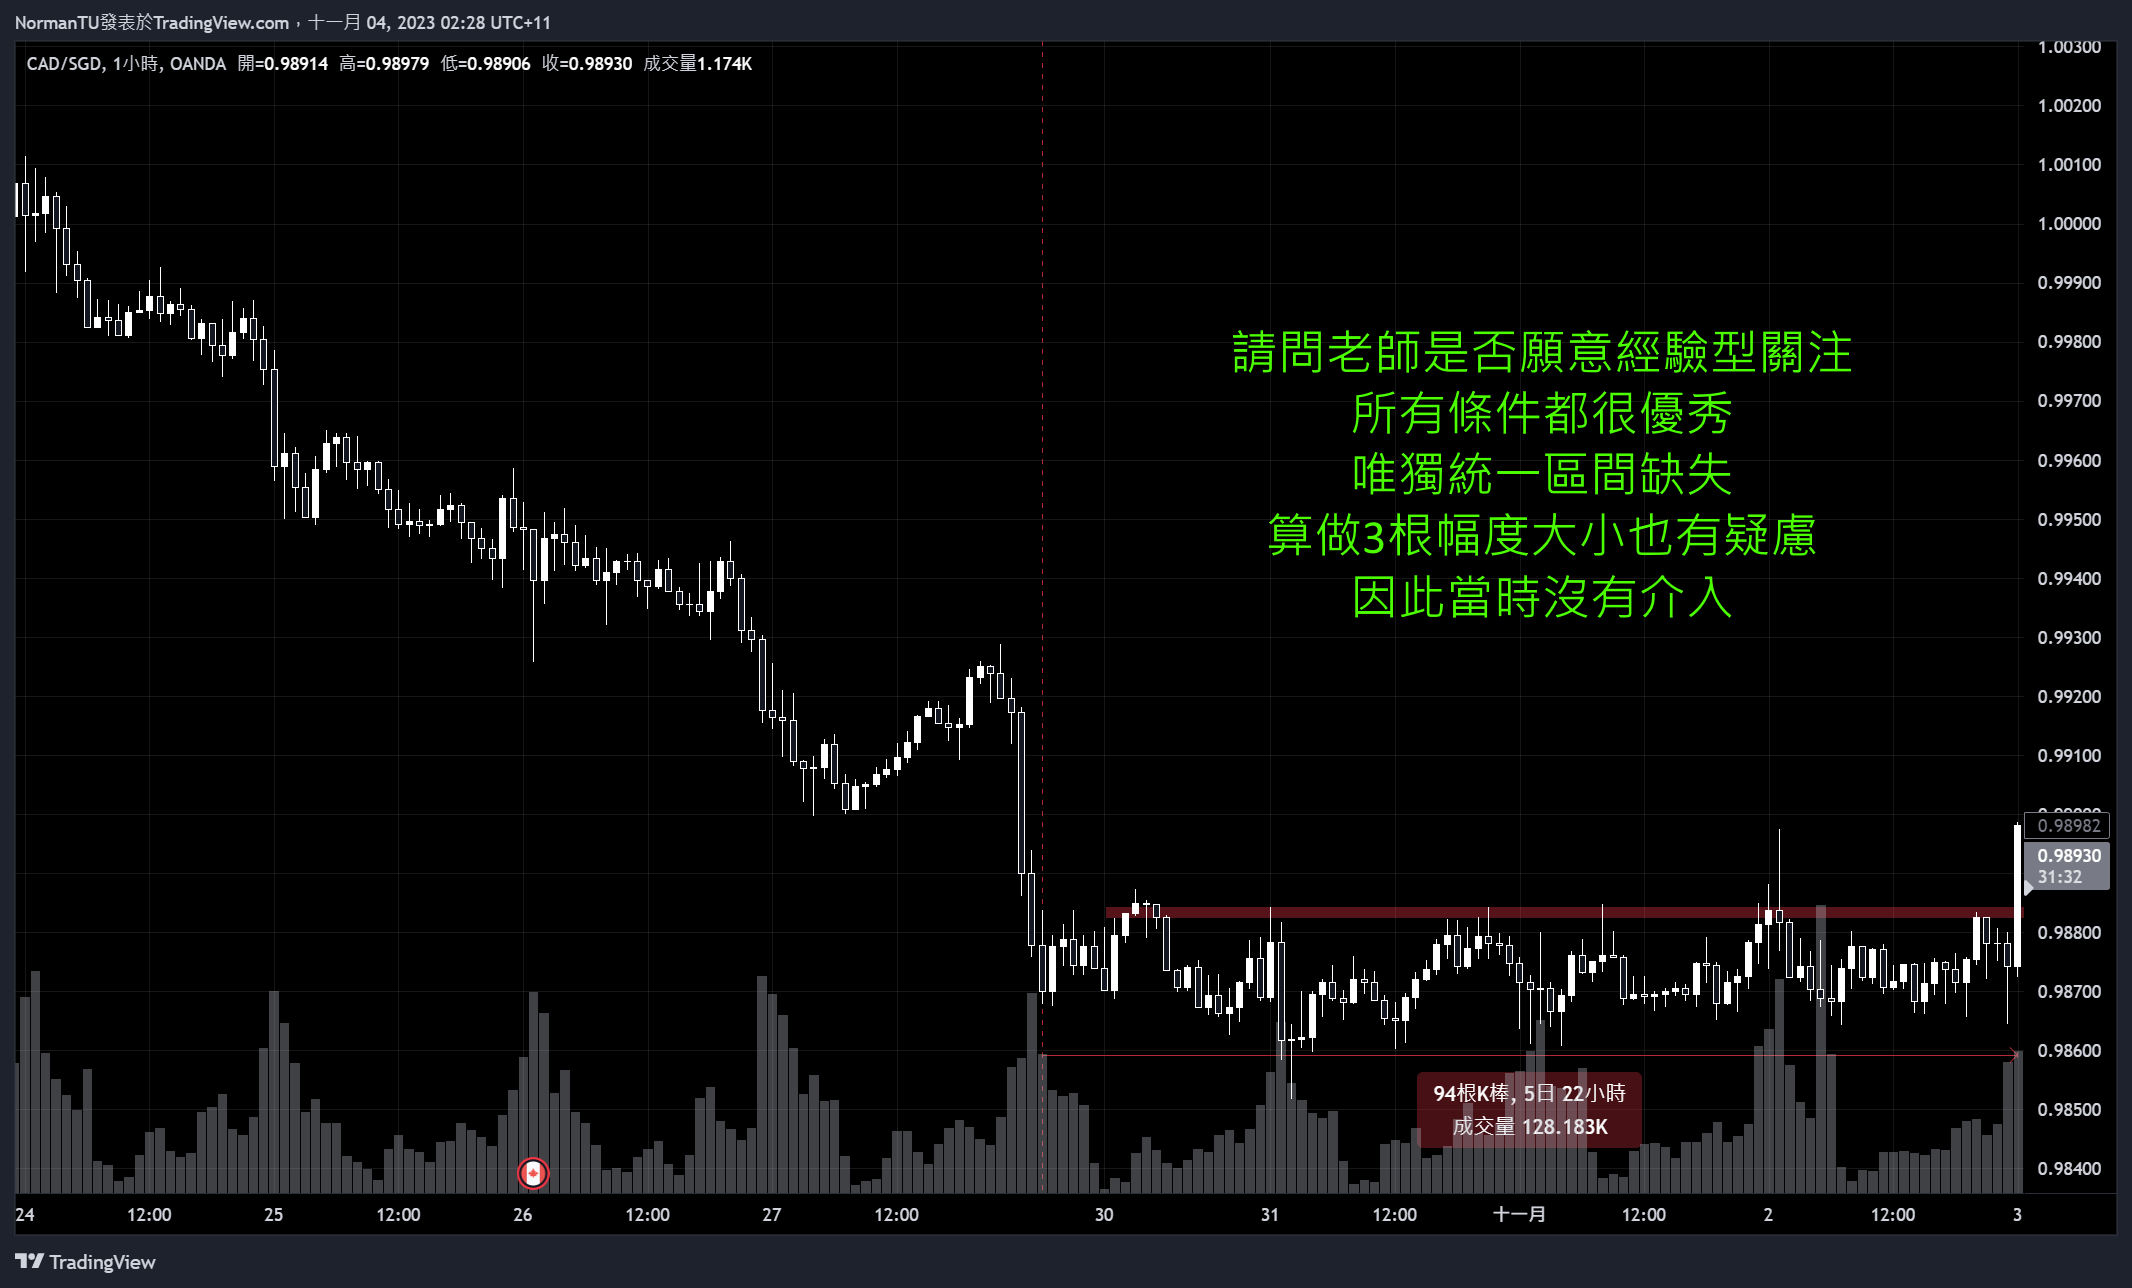 NormanTU發表於TradingView.com，十一月 04, 2023 02:28 UTC+11
CAD/SGD, 1小時, OANDA 開=0.98914 高=0.98979 低=0.98906 收=0.98930 成交量1.174K
1.00300
1.00200
1.00100
1.00000
0.99900
0.99800
0.99700
0.99600
0.99500
0.99400
0.99300
0.99200
0.99100
0.98982
0.98930
31:32
0.98800
0.98700
0.98600
0.98500
0.98400
請問老師是否願意經驗型關注
所有條件都很優秀
唯獨統一區間缺失
算做3根幅度大小也有疑慮
因此當時沒有介入
94根K棒, 5日 22小時
成交量 128.183K
24 12:00 25 12:00 26 12:00 27 12:00 30 31 12:00 十一月 12:00 2 12:00 3
TradingView